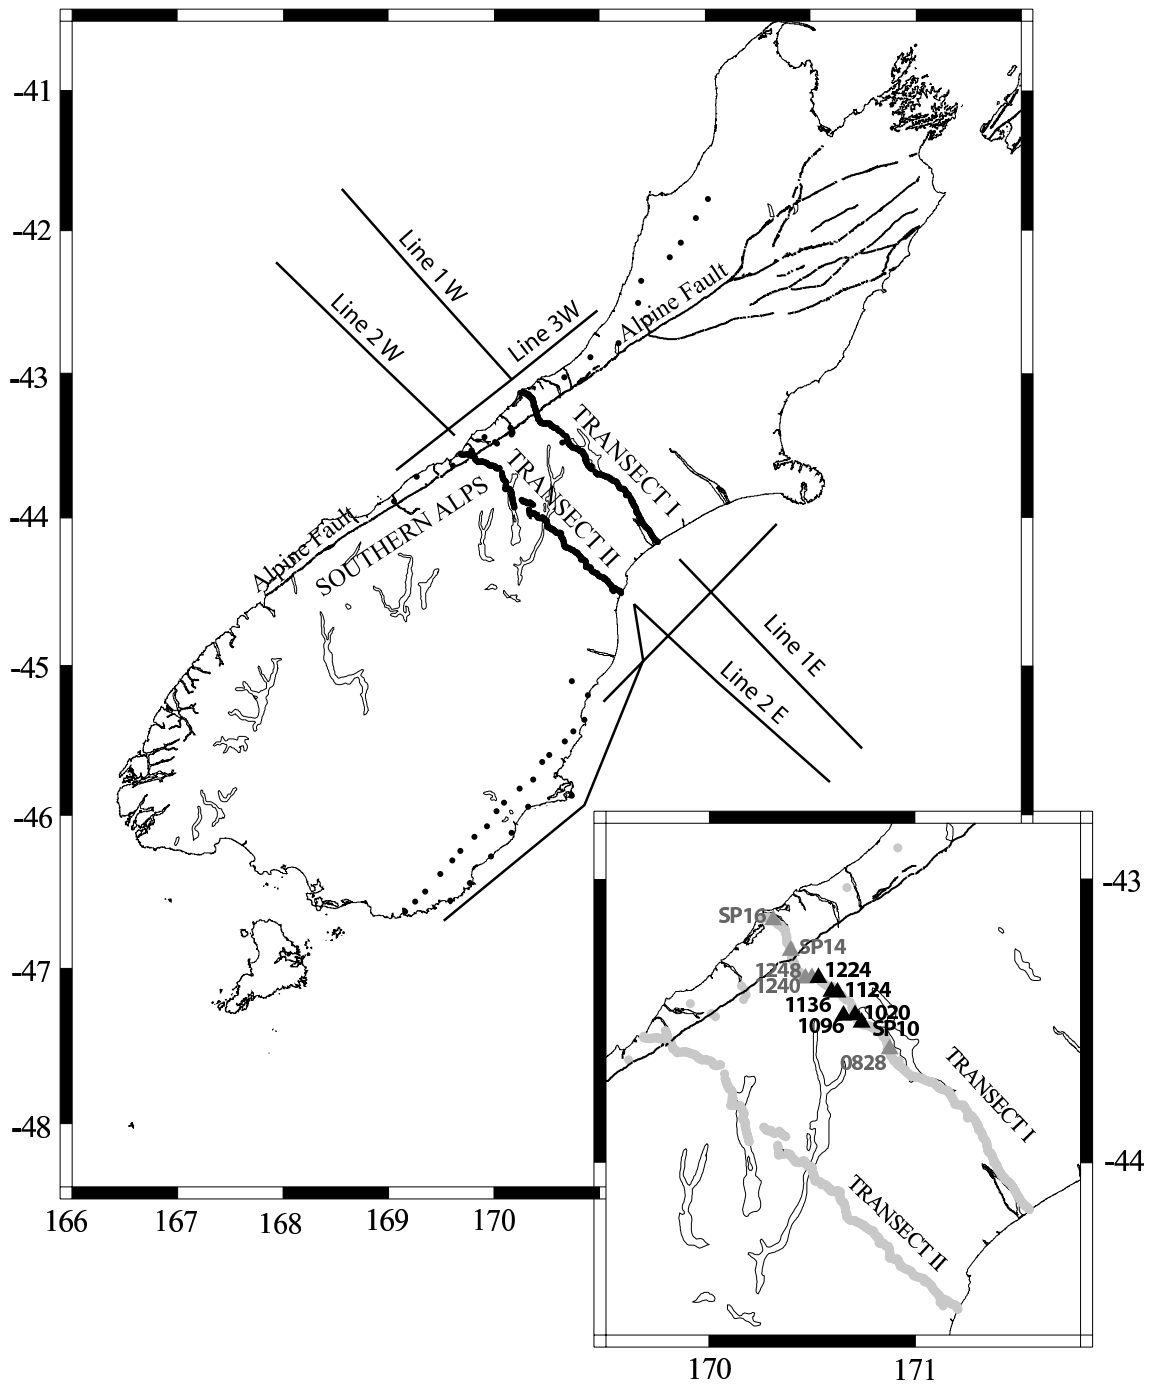 -41
-42
-43
-44
-45
-46
-47
-48
166
167
168
169
170
Line 1 W
Line 2 W
Line 3W
Alpine Fault
TRANSECT I
TRANSECT II
SOUTHERN ALPS
Alpine Fault
Line 1E
Line 2 E
-43
-44
170
171
SP16
SP14
1248
1224
1240
1124
1136
1020
1096
SP10
0828
TRANSECT I
TRANSECT II